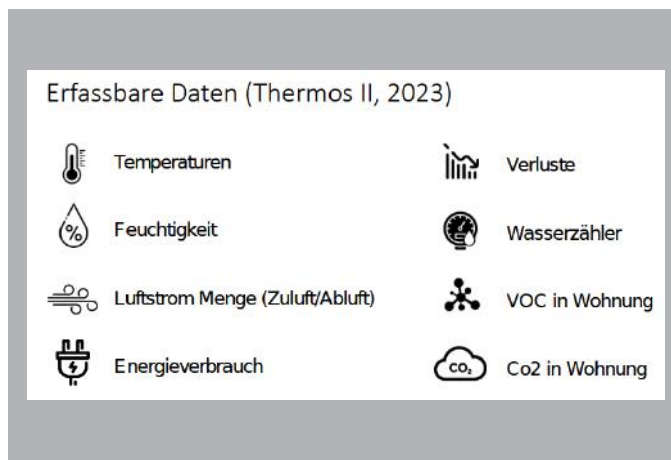 Erfassbare Daten (Thermos II, 2023)
Temperaturen
Feuchtigkeit
%
Luftstrom Menge (Zuluft/Abluft)
Energieverbrauch
Verluste
Wasserzähler
VOC in Wohnung
CO₂
Co2 in Wohnung